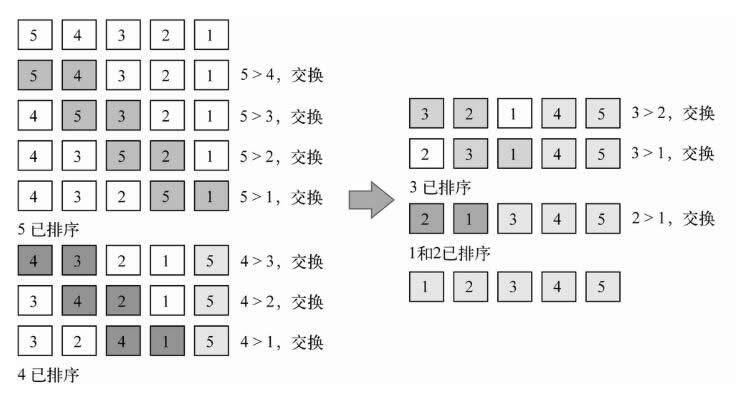 5 4 3 2 1
5 4 3 2 1 5 > 4，交换
4 5 3 2 1 5 > 3，交换
4 3 5 2 1 5 > 2，交换
4 3 2 5 1 5 > 1，交换
5 已排序
4 3 2 1 5 4 > 3，交换
3 4 2 1 5 4 > 2，交换
3 2 4 1 5 4 > 1，交换
4 已排序
3 2 1 4 5 3 > 2，交换
2 3 1 4 5 3 > 1，交换
3 已排序
2 1 3 4 5 2 > 1，交换
1和2已排序
1 2 3 4 5